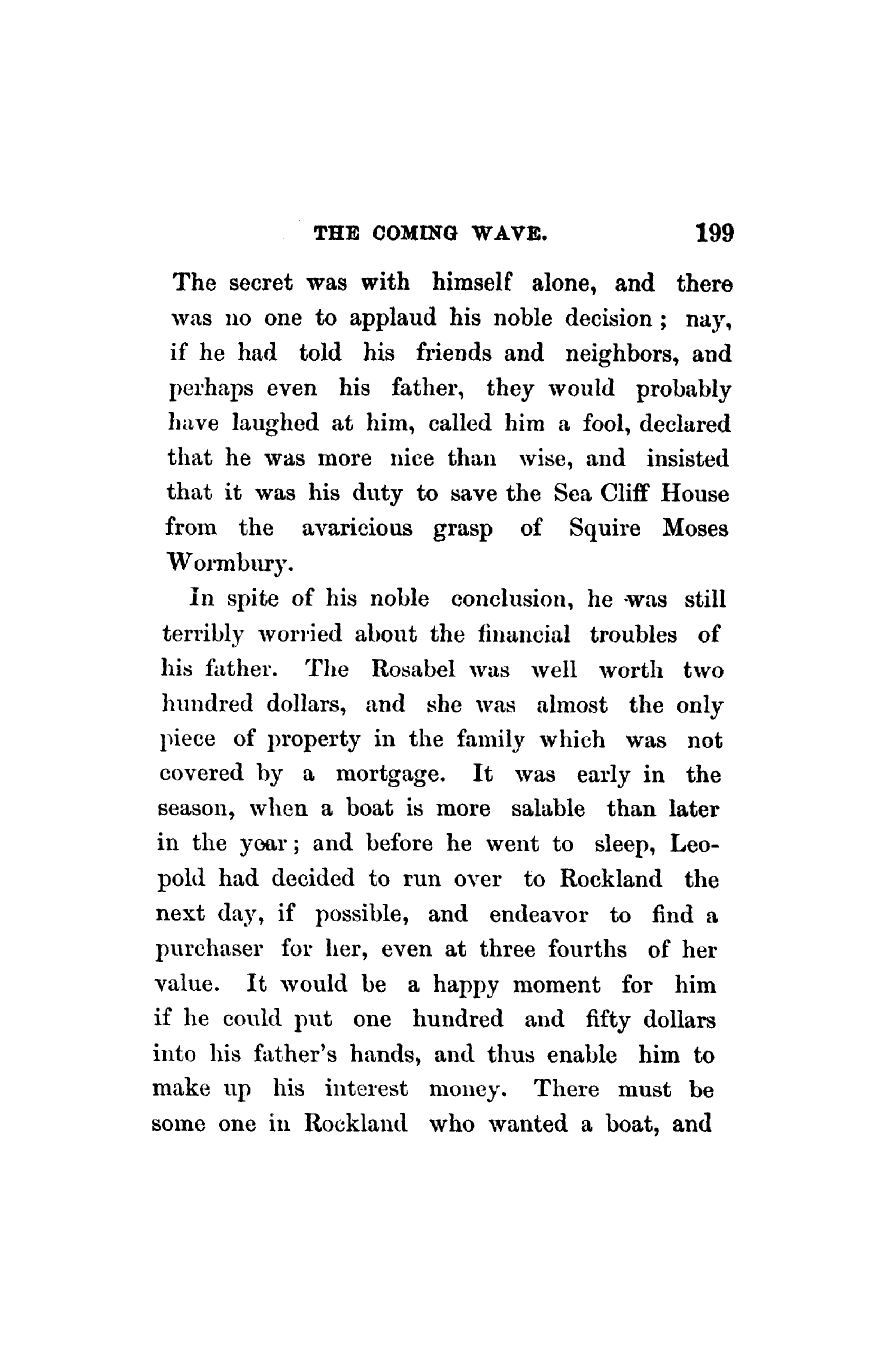 THE COMING WAVE. 199
The secret was with himself alone, and there
was no one to applaud his noble decision ; nay,
if he had told his friends and neighbors, and
perhaps even his father, they would probably
have laughed at him, called him a fool, declared
that he was more nice than wise, and insisted
that it was his duty to save the Sea Cliff House
from the avaricious grasp of Squire Moses
Wormbury.
In spite of his noble conclusion, he was still
terribly worried about the financial troubles of
his father. The Rosabel was well worth two
hundred dollars, and she was almost the only
piece of property in the family which was not
covered by a mortgage. It was early in the
season, when a boat is more salable than later
in the year ; and before he went to sleep, Leo-
pold had decided to run over to Rockland the
next day, if possible, and endeavor to find a
purchaser for her, even at three fourths of her
value. It would be a happy moment for him
if he could put one hundred and fifty dollars
into his father's hands, and thus enable him to
make up his interest money. There must be
some one in Rockland who wanted a boat, and